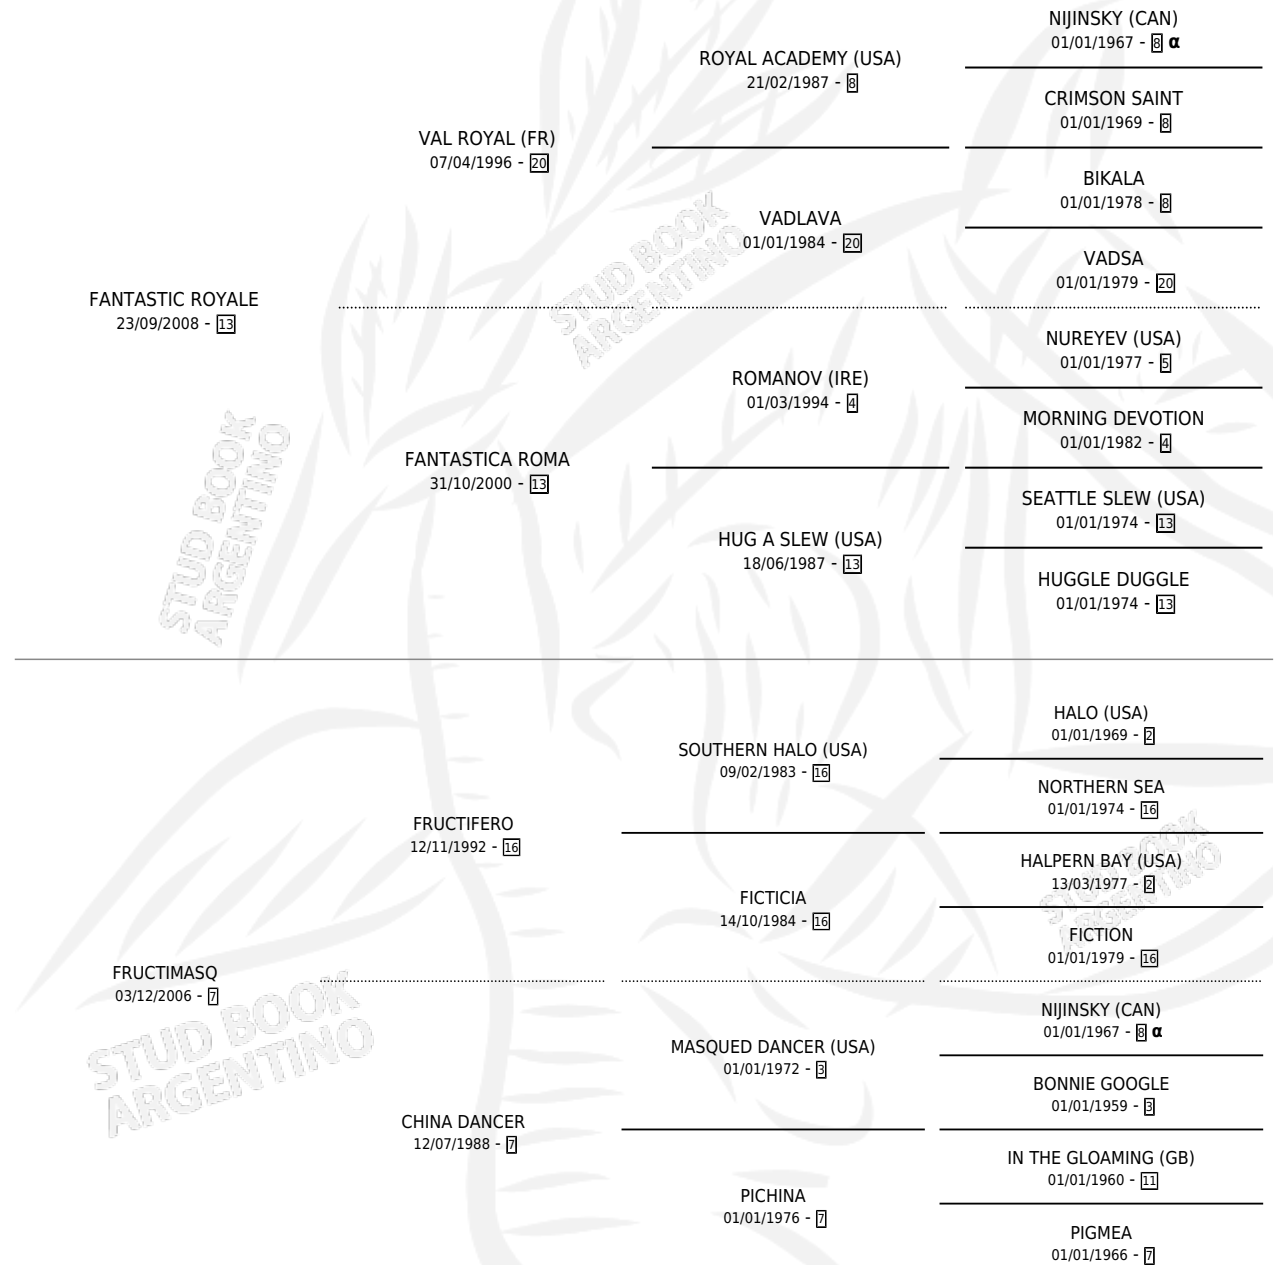 NIJINSKY (CAN)
01/01/1967 - 8 α
ROYAL ACADEMY (USA)
21/02/1987 - 8
CRIMSON SAINT
01/01/1969 - 8
VAL ROYAL (FR)
07/04/1996 - 20
BIKALA
01/01/1978 - 8
VADLAVA
01/01/1984 - 20
VADSA
01/01/1979 - 20
STUD BOOK
ARGENTINO
FANTASTIC ROYALE
23/09/2008 - 13
NUREYEV (USA)
01/01/1977 - 5
ROMANOV (IRE)
01/03/1994 - 4
MORNING DEVOTION
01/01/1982 - 4
FANTASTICA ROMA
31/10/2000 - 13
SEATTLE SLEW (USA)
01/01/1974 - 13
HUG A SLEW (USA)
18/06/1987 - 13
HUGGLE DUGGLE
01/01/1974 - 13
STUD BOOK
ARGENTINO
HALO (USA)
01/01/1969 - 2
SOUTHERN HALO (USA)
09/02/1983 - 16
NORTHERN SEA
01/01/1974 - 16
FRUCTIFERO
12/11/1992 - 16
HALPERN BAY (USA)
13/03/1977 - 2
STUD BOOK
ARGENTINO
FICTICIA
14/10/1984 - 16
FICTION
01/01/1979 - 16
FRUCTIMASQ
03/12/2006 - 7
STUD BOOK
ARGENTINO
NIJINSKY (CAN)
01/01/1967 - 8 α
MASQUED DANCER (USA)
01/01/1972 - 3
BONNIE GOOGLE
01/01/1959 - 3
CHINA DANCER
12/07/1988 - 7
IN THE GLOAMING (GB)
01/01/1960 - 11
PICHINA
01/01/1976 - 7
PIGMEA
01/01/1966 - 7